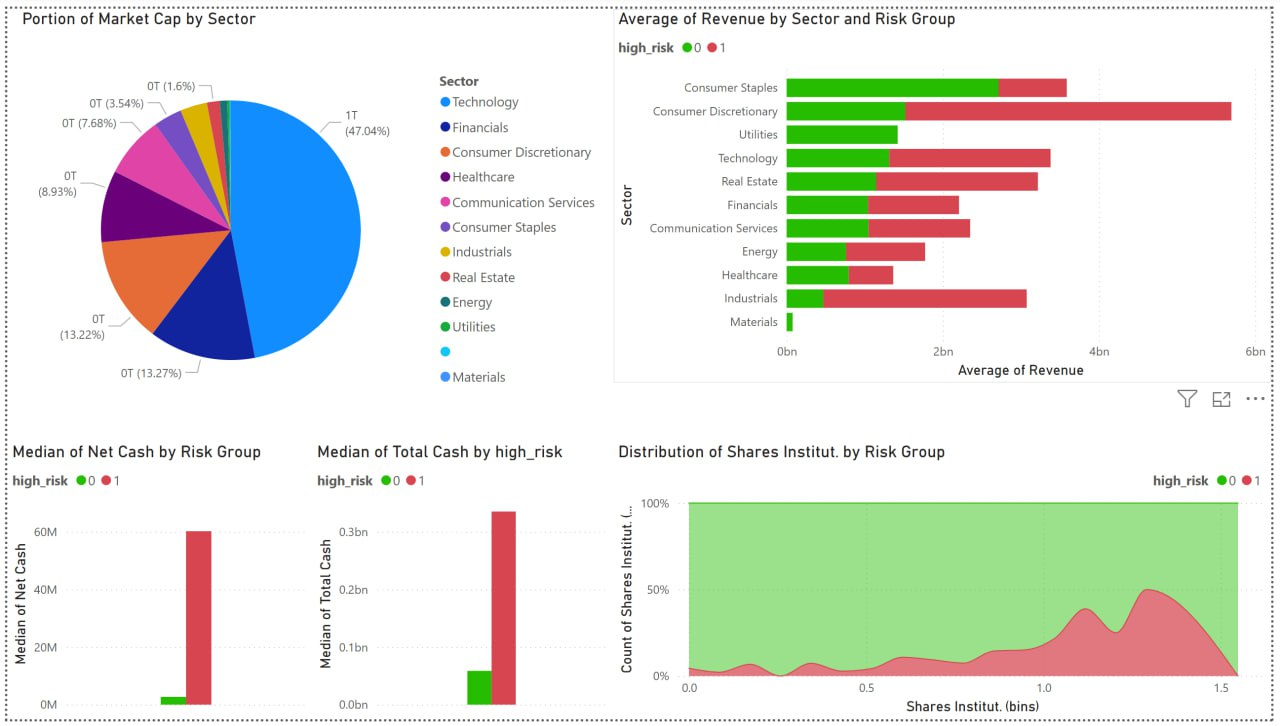 Portion of Market Cap by Sector
0T (1.6%)
0T (3.54%)
0T (7.68%)
0T
(8.93%)
0T
(13.22%)
0T (13.27%)
1T
(47.04%)
Sector
Technology
Financials
Consumer Discretionary
Healthcare
Communication Services
Consumer Staples
Industrials
Real Estate
Energy
Utilities
Materials
Average of Revenue by Sector and Risk Group
high_risk 0 1
Sector
Consumer Staples
Consumer Discretionary
Utilities
Technology
Real Estate
Financials
Communication Services
Energy
Healthcare
Industrials
Materials
0bn 2bn 4bn 6bn
Average of Revenue
Median of Net Cash by Risk Group
high_risk 0 1
Median of Net Cash
60M
40M
20M
0M
Median of Total Cash by high_risk
high_risk 0 1
Median of Total Cash
0.3bn
0.2bn
0.1bn
0.0bn
Distribution of Shares Institut. by Risk Group
high_risk 0 1
Count of Shares Institut. (...
100%
50%
0%
0.0 0.5 1.0 1.5
Shares Institut. (bins)